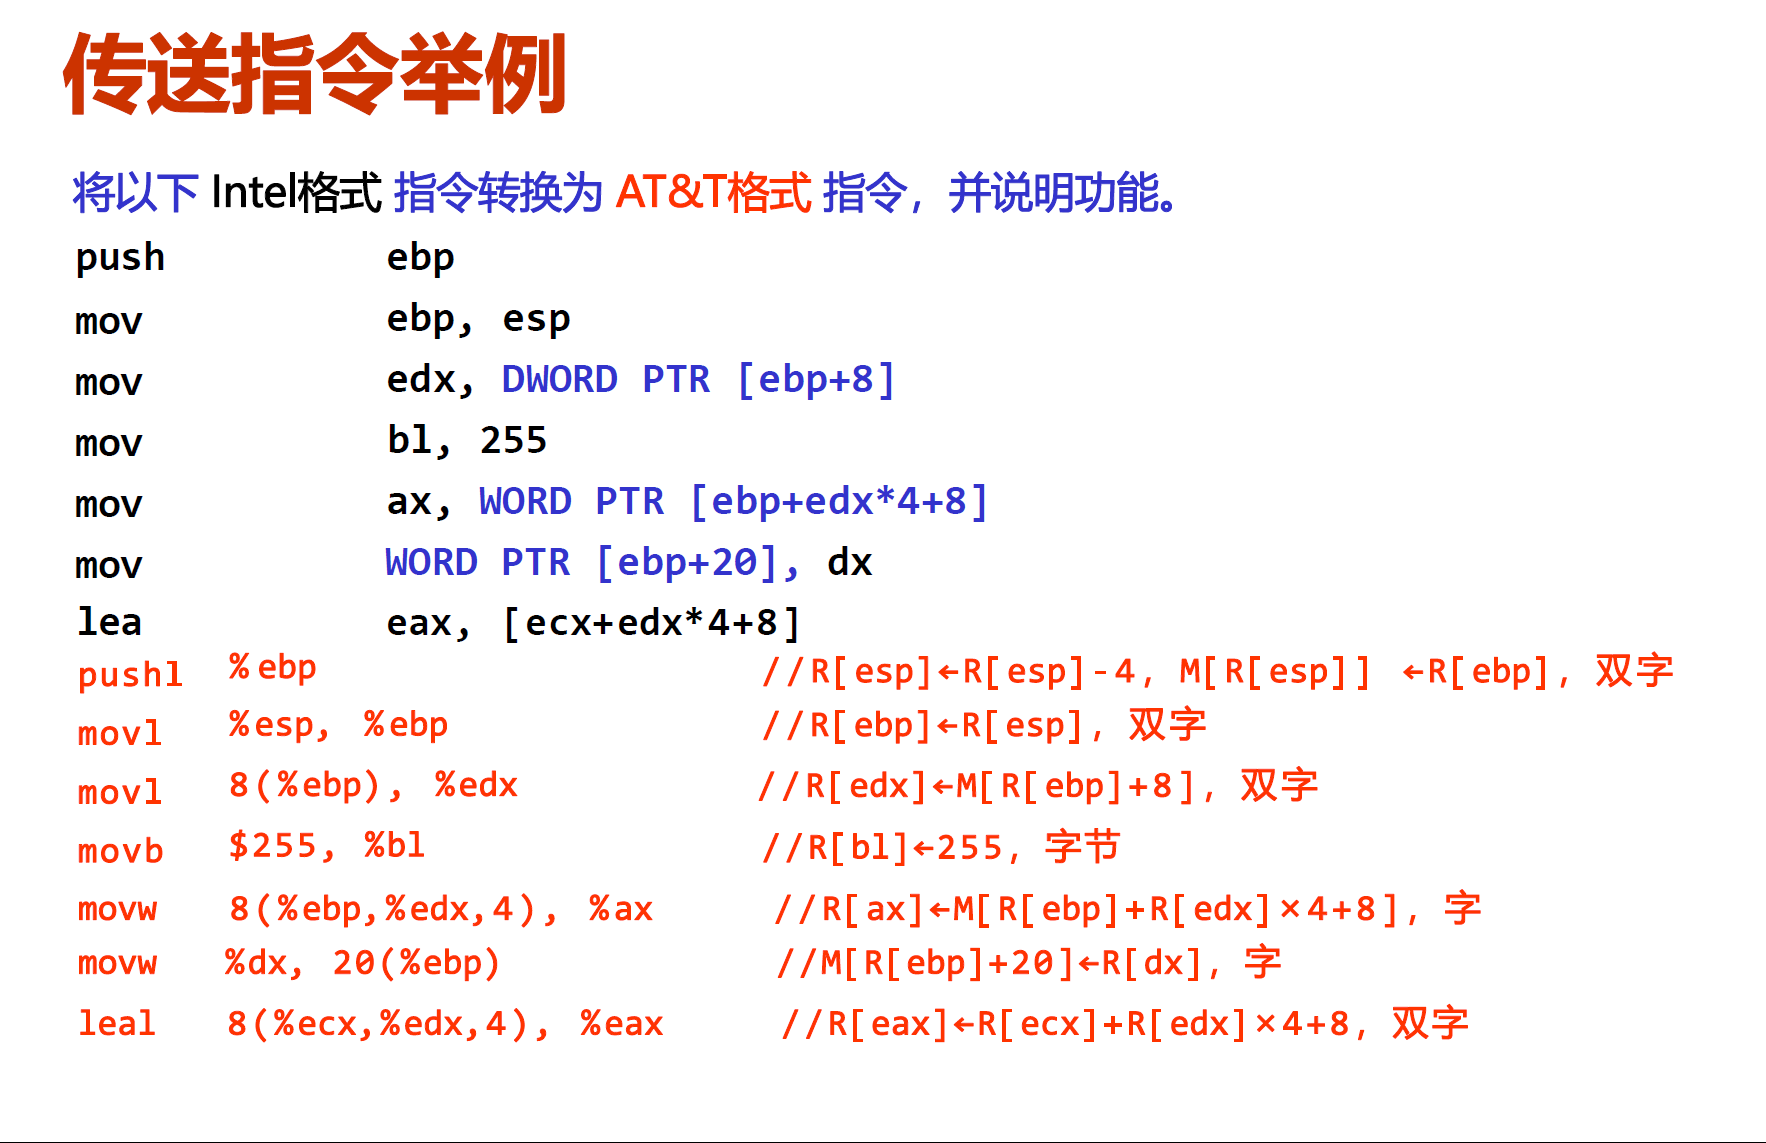 传送指令举例
将以下 Intel格式 指令转换为 AT&T格式 指令，并说明功能。
push ebp
mov ebp, esp
mov edx, DWORD PTR [ebp+8]
mov bl, 255
mov ax, WORD PTR [ebp+edx*4+8]
mov WORD PTR [ebp+20], dx
lea eax, [ecx+edx*4+8]
pushl %ebp //R[esp]←R[esp]-4，M[R[esp]] ←R[ebp]，双字
movl %esp, %ebp //R[ebp]←R[esp]，双字
movl 8(%ebp), %edx //R[edx]←M[R[ebp]+8]，双字
movb $255, %bl //R[bl]←255，字节
movw 8(%ebp,%edx,4), %ax //R[ax]←M[R[ebp]+R[edx]×4+8]，字
movw %dx, 20(%ebp) //M[R[ebp]+20]←R[dx]，字
leal 8(%ecx,%edx,4), %eax //R[eax]←R[ecx]+R[edx]×4+8，双字